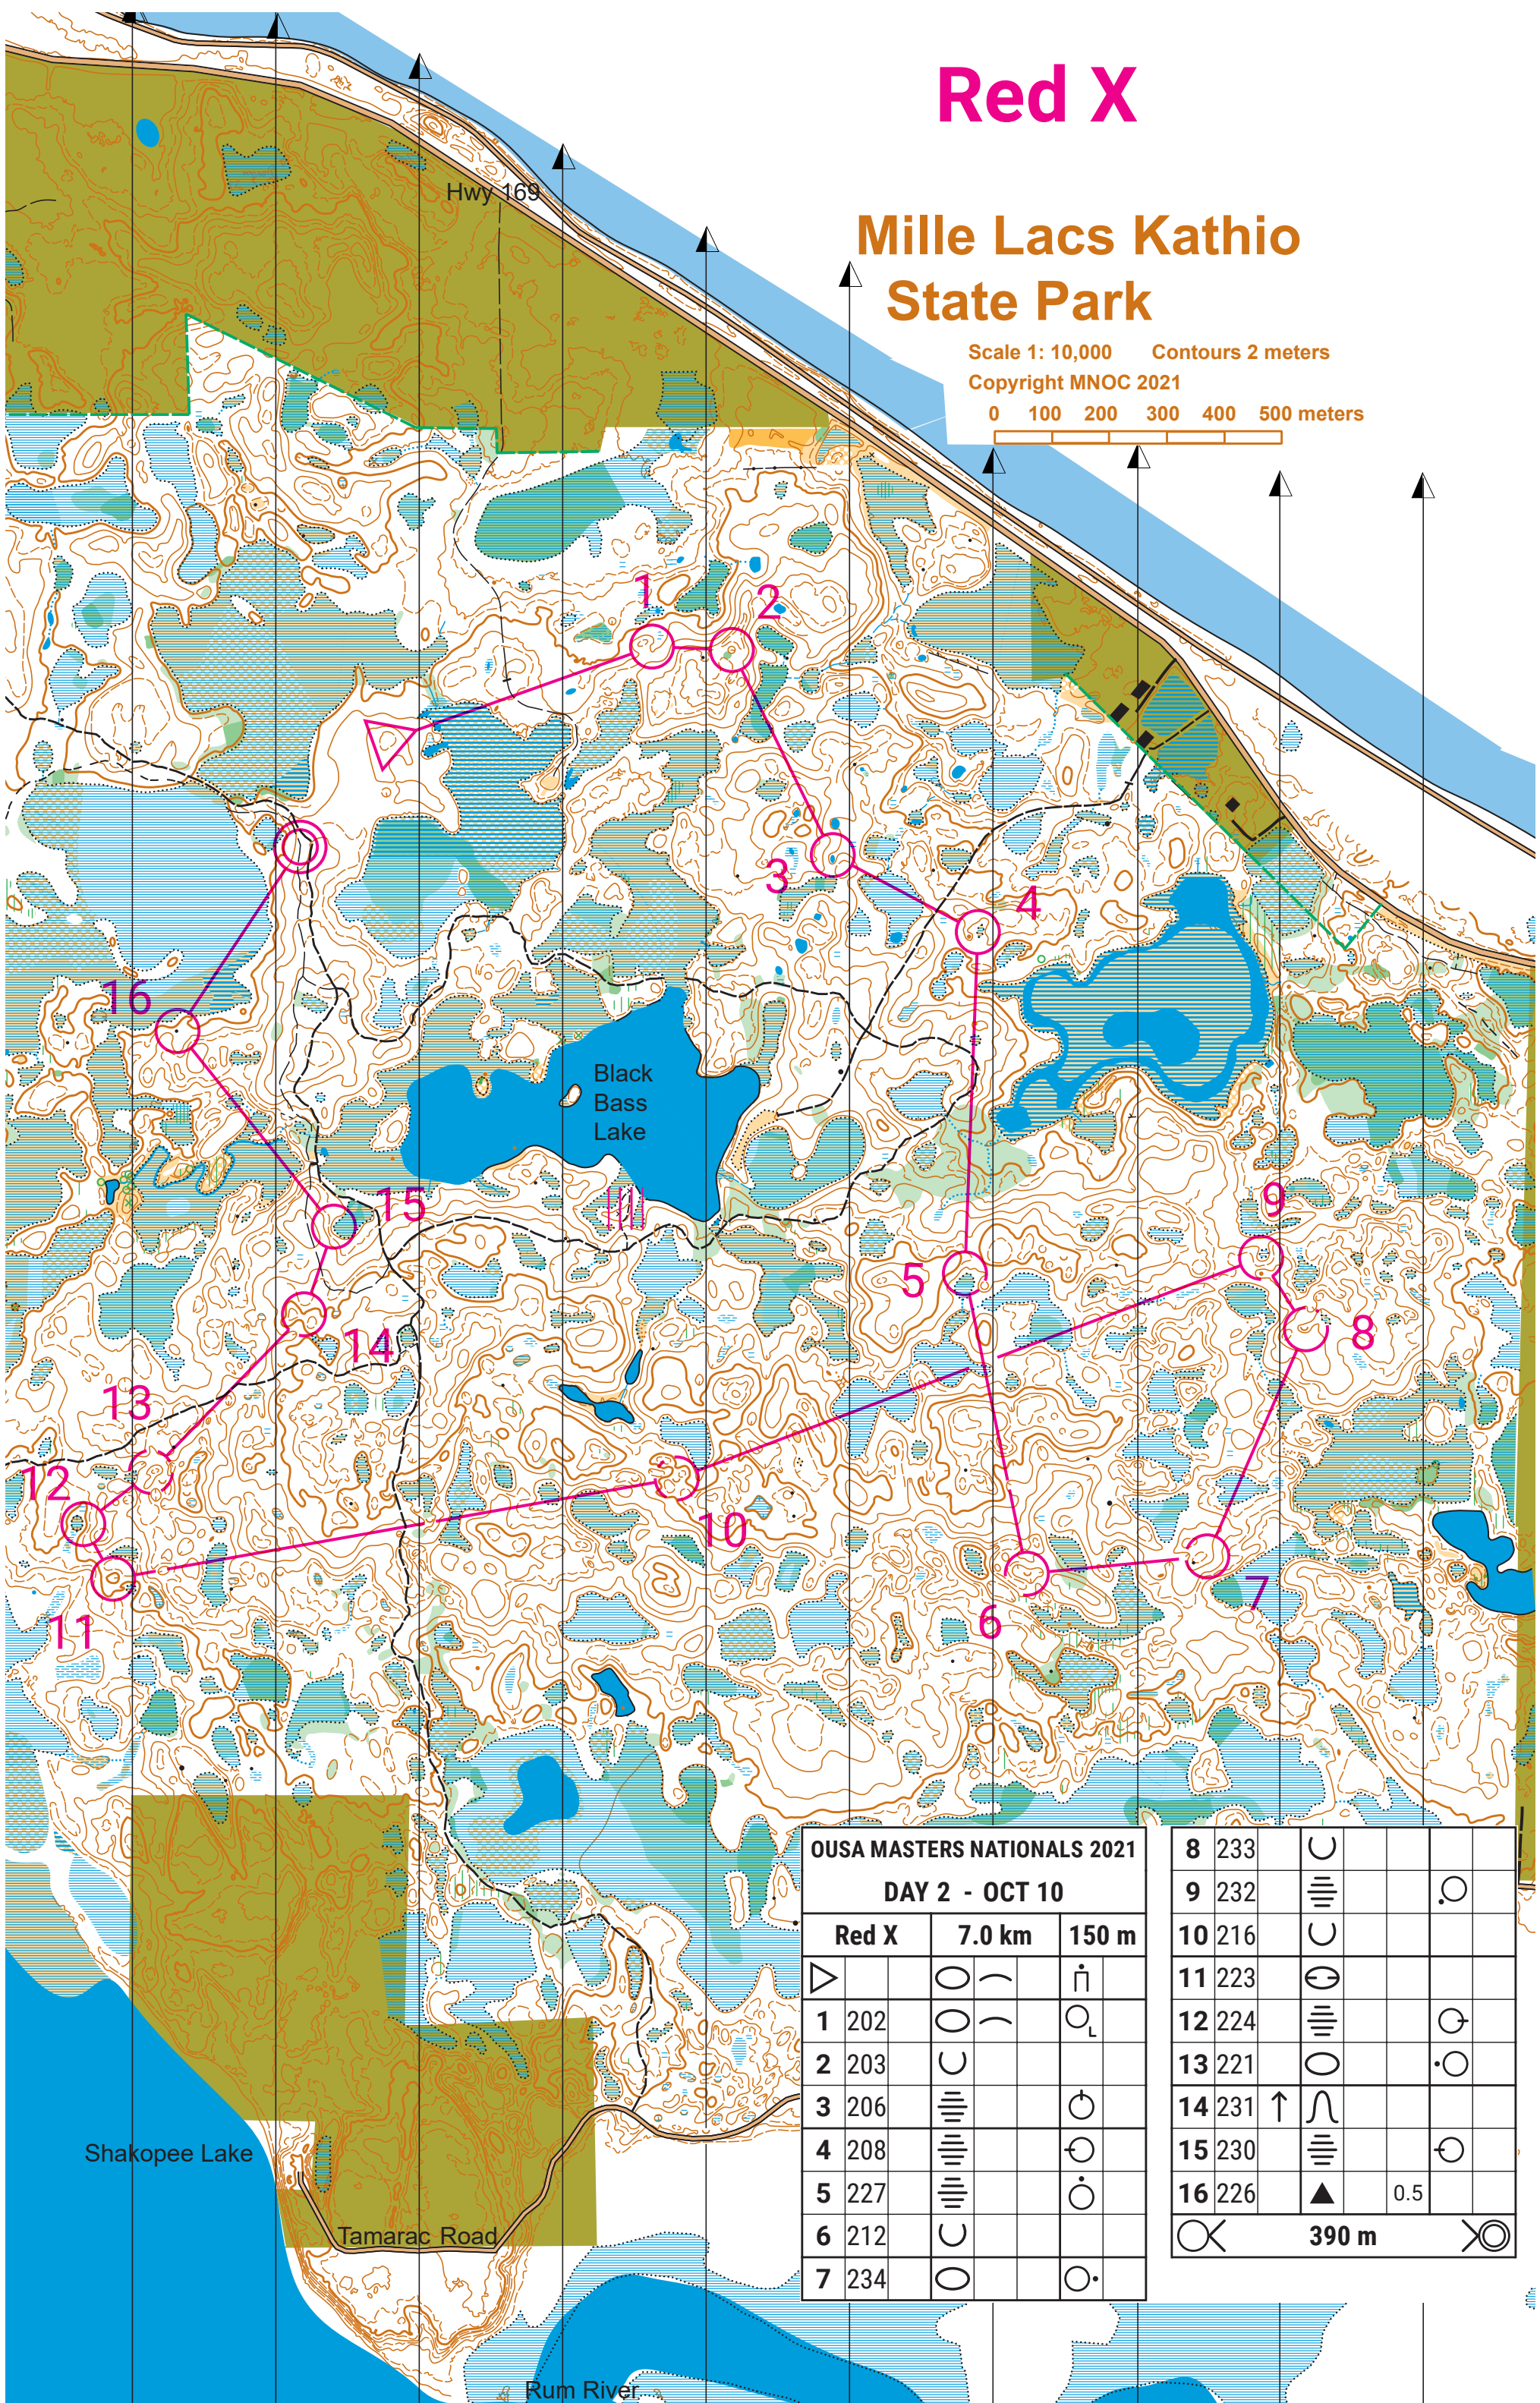 Red X
Hwy 169
Mille Lacs Kathio
State Park
Scale 1: 10,000 Contours 2 meters
Copyright MNOC 2021
0 100 200 300 400 500 meters
1
2
3
4
16
Black
Bass
Lake
15
9
5
8
14
13
12
10
7
6
11
OUSA MASTERS NATIONALS 2021
DAY 2 - OCT 10
Red X 7.0 km 150 m
1 202
2 203
3 206
4 208
5 227
6 212
7 234
8 233
9 232
10 216
11 223
12 224
13 221
14 231
15 230
16 226 0.5
390 m
Shakopee Lake
Tamarac Road
Rum River